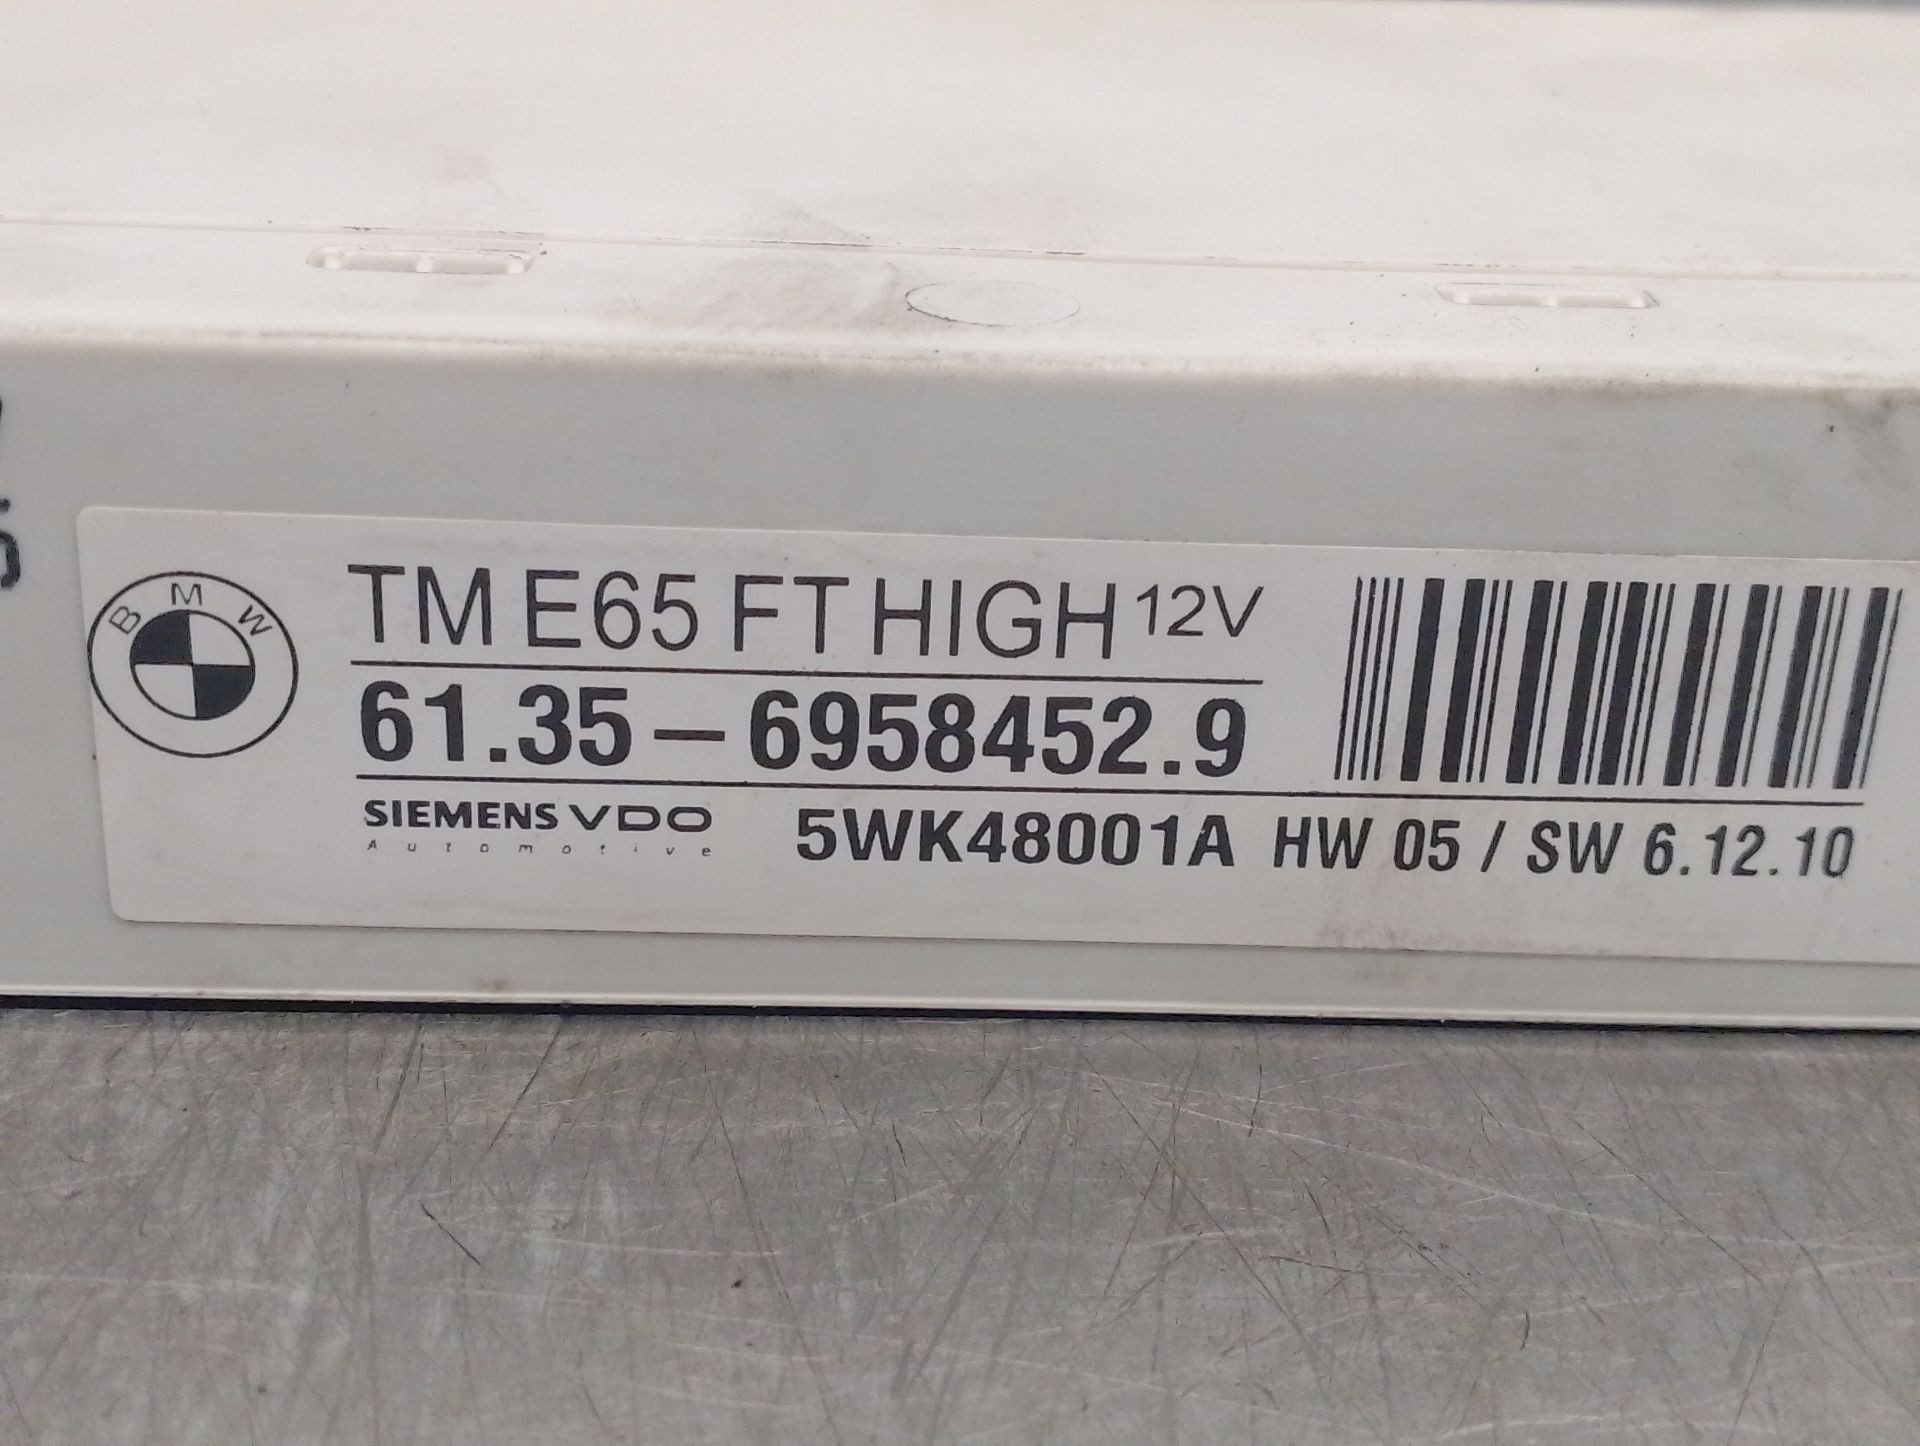 BMW
TM E65 FT HIGH 12V
61.35 – 6958452.9
SIEMENS VDO
Automotive
5WK48001A HW 05 / SW 6.12.10